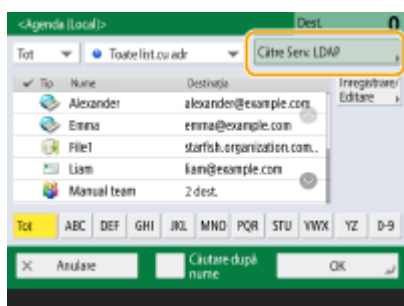 <Agenda (Local)> Dest. 0
Tot Toate list.cu adr Către Serv. LDAP
Tip Nume Destinația Înregistrare/
Editare
Alexander alexander@example.com
Emma emma@example.com
File1 starfish.organization.com..
Liam liam@example.com
Manual team 2 dest.
Tot ABC DEF GHI JKL MNO PQR STU VWX YZ 0-9
Anulare Căutare după
nume OK